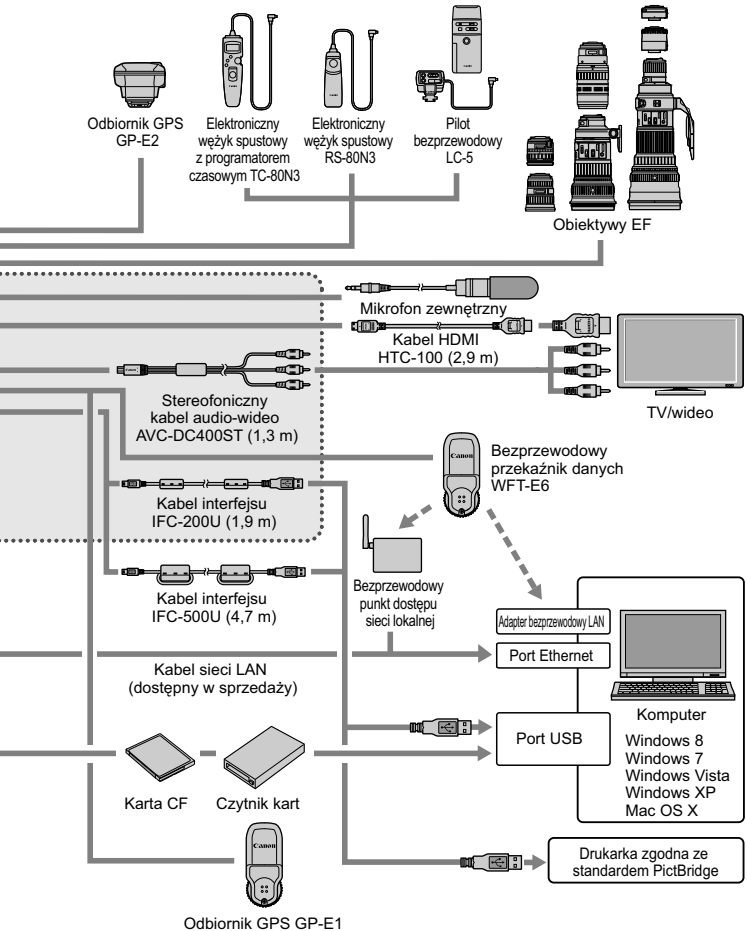 Odbiornik GPS
GP-E2
Elektroniczny
wężyk spustowy
z programatorem
czasowym TC-80N3
Elektroniczny
wężyk spustowy
RS-80N3
Pilot
bezprzewodowy
LC-5
Obiektywy EF
Mikrofon zewnętrzny
Kabel HDMI
HTC-100 (2,9 m)
Stereofoniczny
kabel audio-wideo
AVC-DC400ST (1,3 m)
TV/wideo
Canon
Bezprzewodowy
przekaźnik danych
WFT-E6
Kabel interfejsu
IFC-200U (1,9 m)
Kabel interfejsu
IFC-500U (4,7 m)
Bezprzewodowy
punkt dostępu
sieci lokalnej
Adapter bezprzewodowy LAN
Port Ethernet
Kabel sieci LAN
(dostępny w sprzedaży)
Port USB
Komputer
Windows 8
Windows 7
Windows Vista
Windows XP
Mac OS X
Karta CF
Czytnik kart
Canon
Drukarka zgodna ze
standardem PictBridge
Odbiornik GPS GP-E1